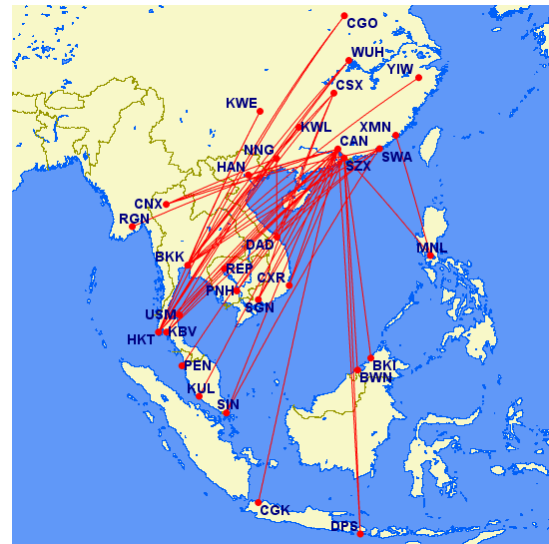 CGO
WUH
YIW
CSX
KWE
KWL
XMN
CAN
NNG
SWA
HAN
SZX
CNX
RGN
DAD
MNL
BKK
REP
CXR
PNH
SGN
USM
HKT
KBV
PEN
BKI
BWN
KUL
SIN
CGK
DPS